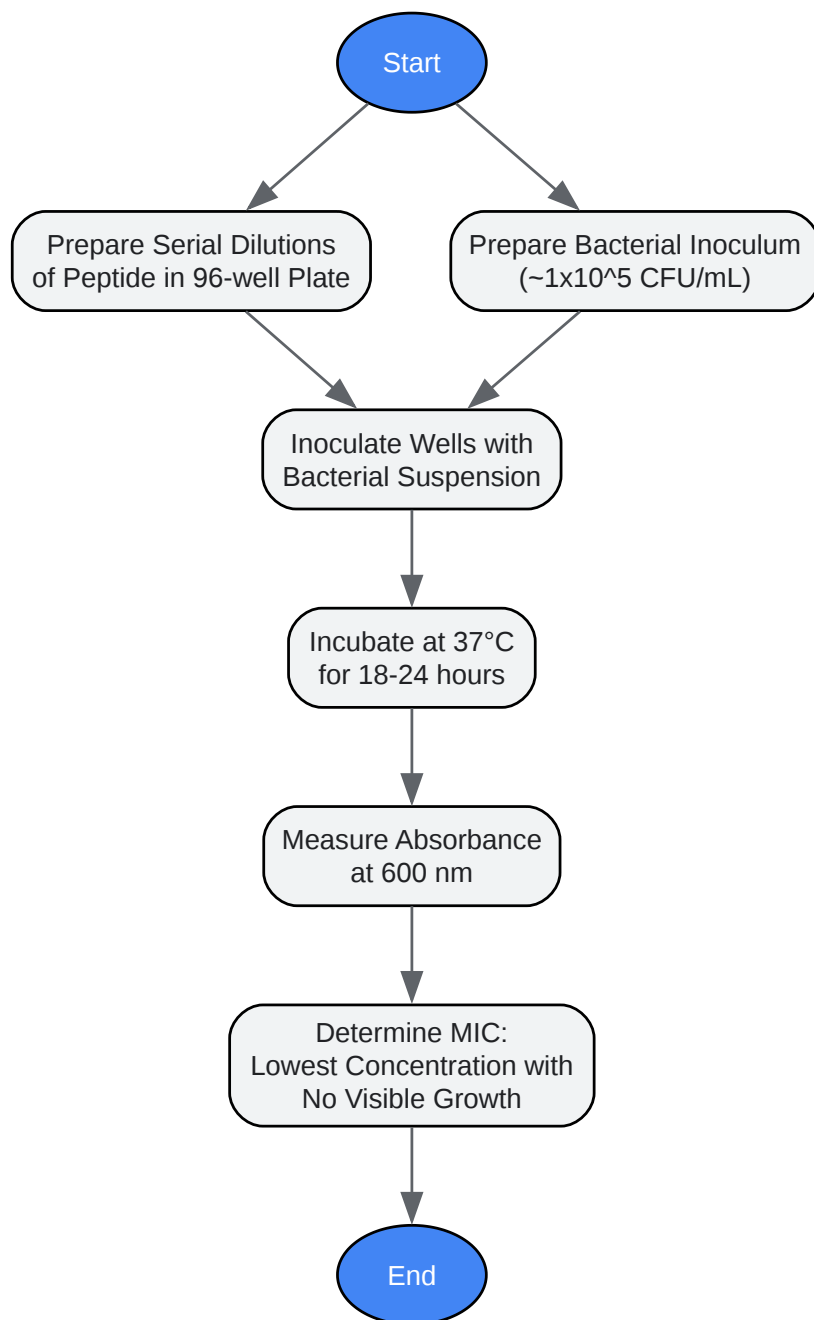 Start
Prepare Serial Dilutions
of Peptide in 96-well Plate
Prepare Bacterial Inoculum
(~1x10^5 CFU/mL)
Inoculate Wells with
Bacterial Suspension
Incubate at 37°C
for 18-24 hours
Measure Absorbance
at 600 nm
Determine MIC:
Lowest Concentration with
No Visible Growth
End